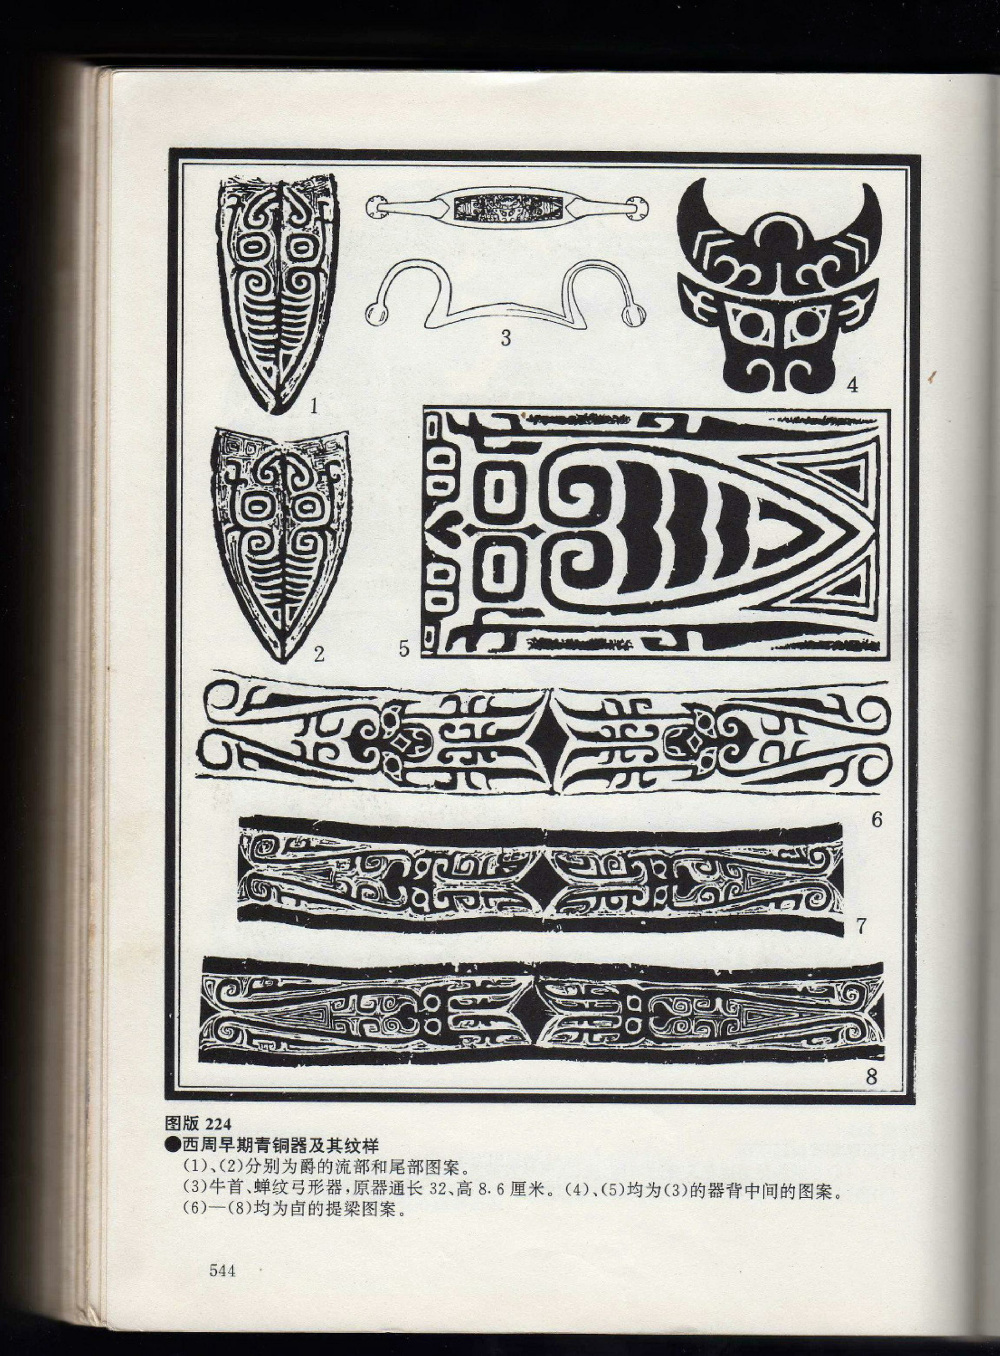 1
3
4
2
5
6
7
8
图版 224
●西周早期青铜器及其纹样
(1)、(2)分别为爵的流部和尾部图案。
(3)牛首、蝉纹弓形器,原器通长 32、高 8.6 厘米。(4)、(5)均为(3)的器背中间的图案。
(6)—(8)均为卣的提梁图案。
544